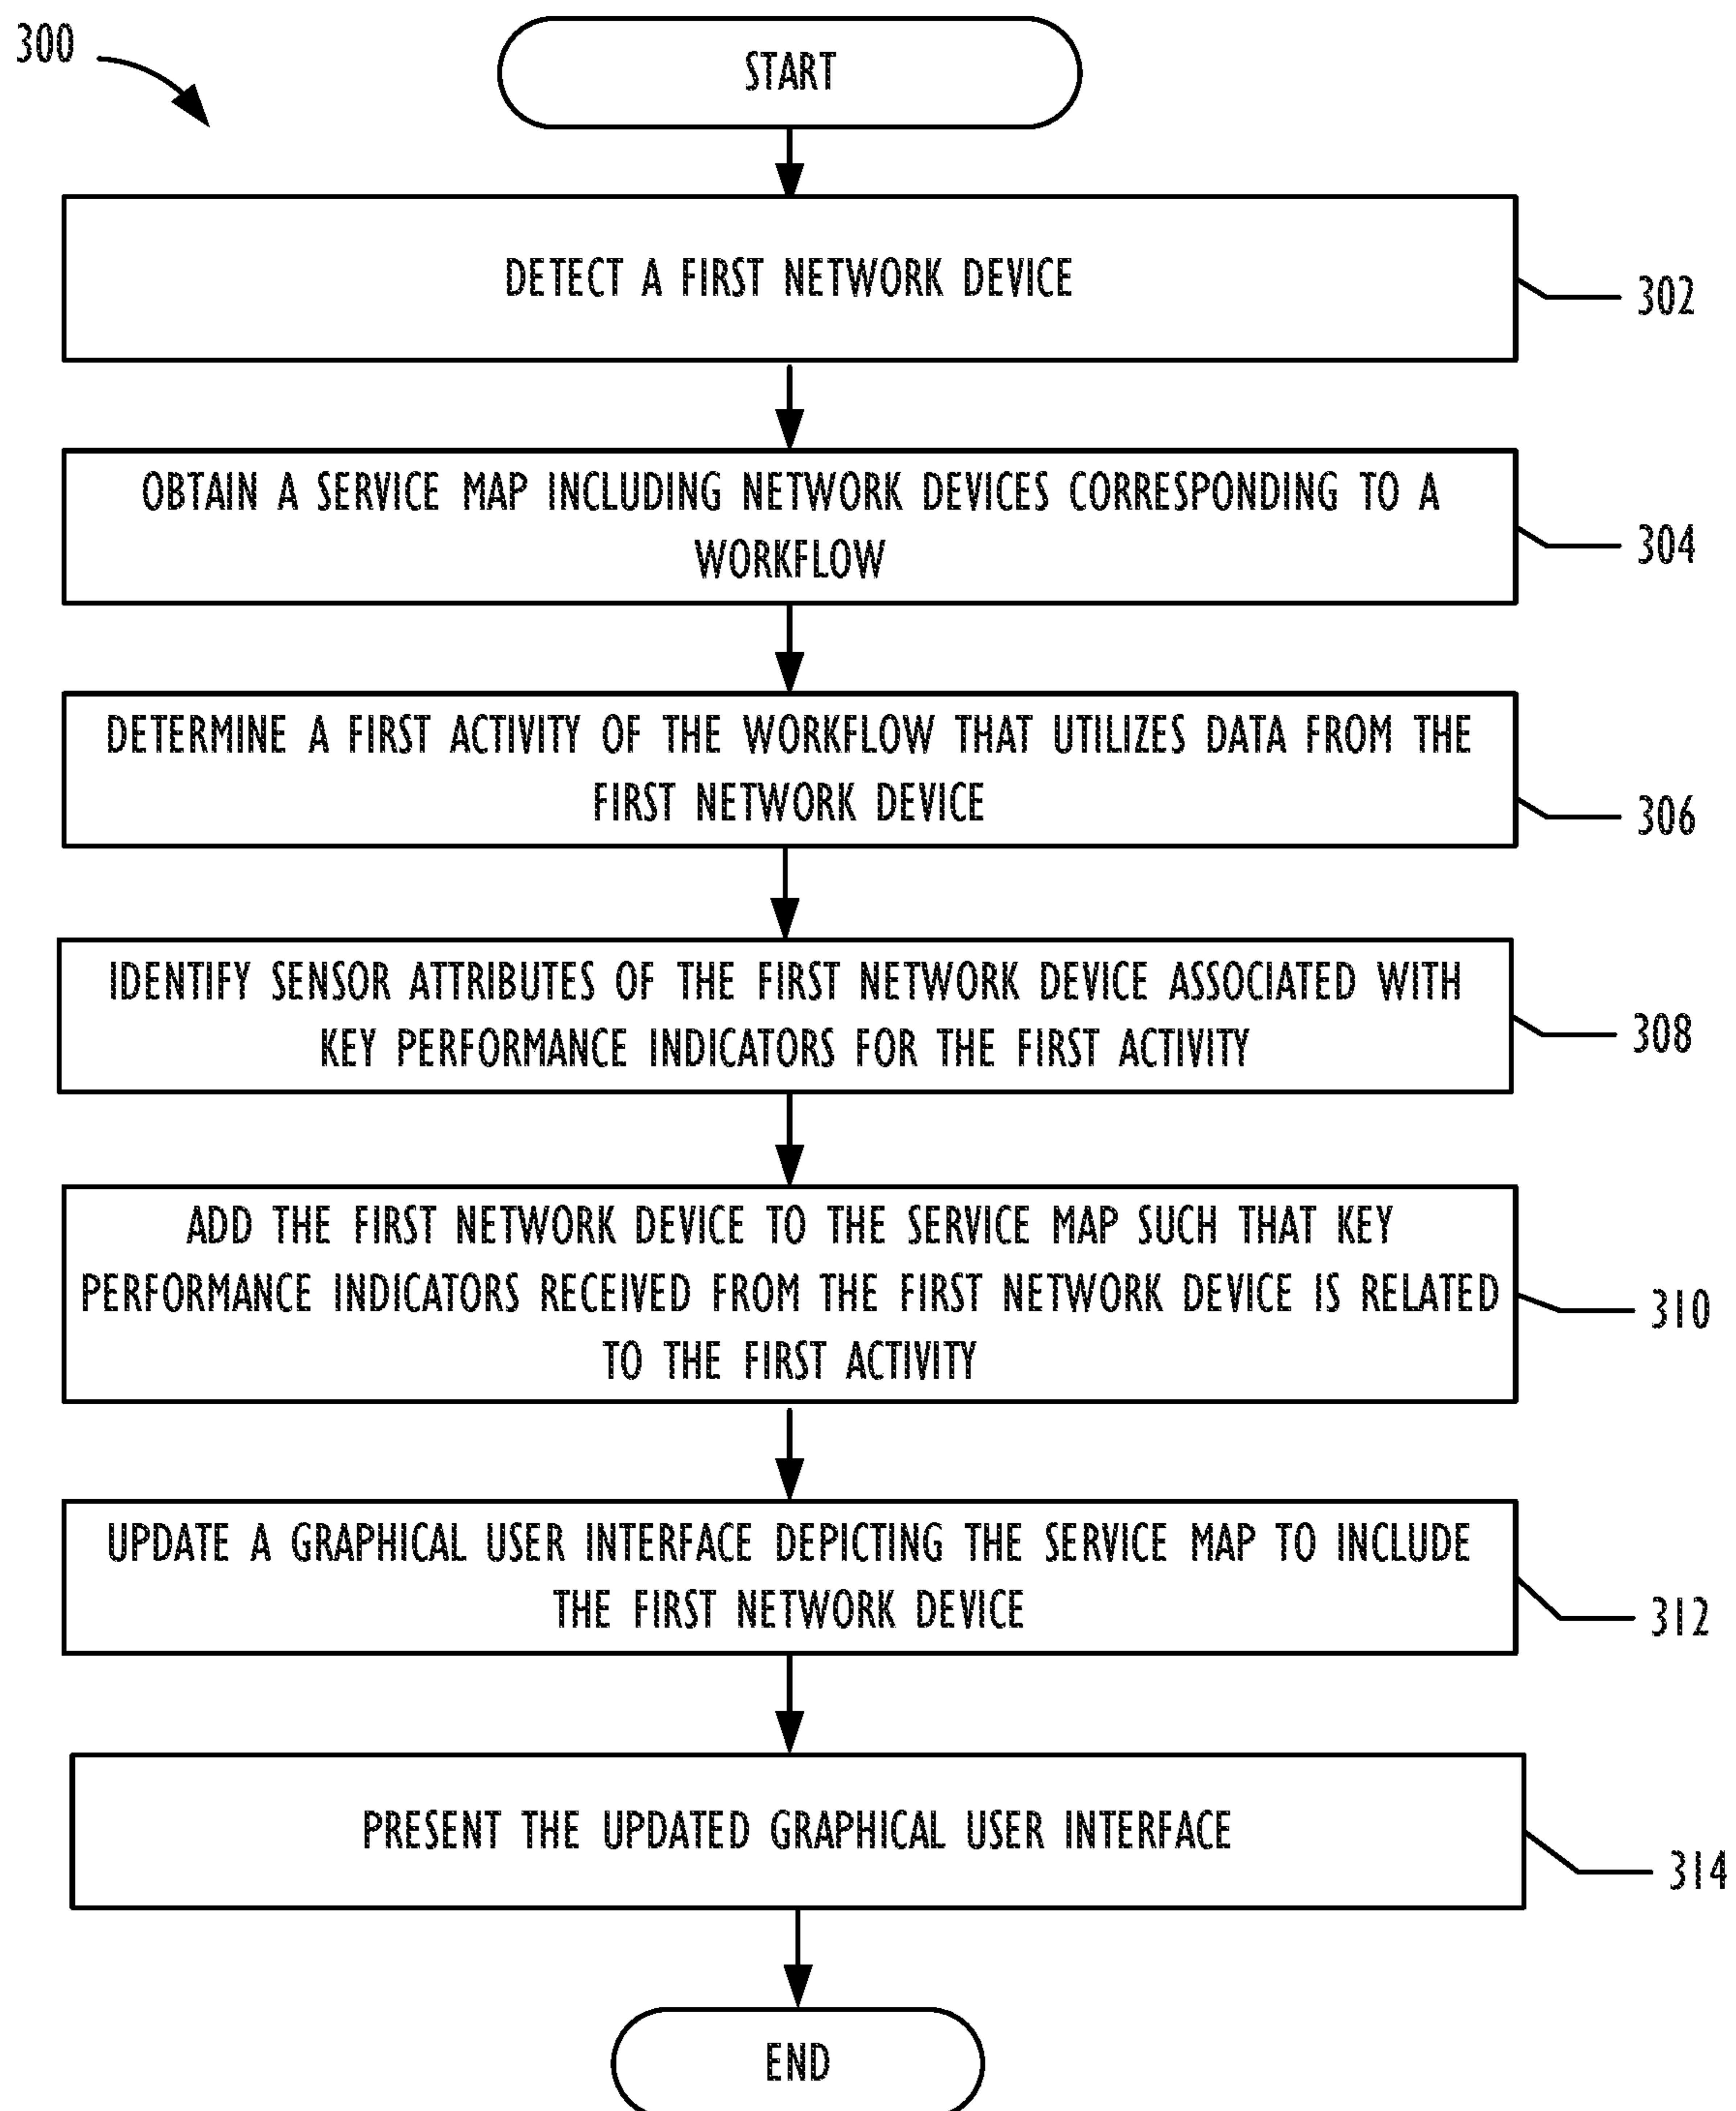 300
START
DETECT A FIRST NETWORK DEVICE
302
OBTAIN A SERVICE MAP INCLUDING NETWORK DEVICES CORRESPONDING TO A
WORKFLOW
304
DETERMINE A FIRST ACTIVITY OF THE WORKFLOW THAT UTILIZES DATA FROM THE
FIRST NETWORK DEVICE
306
IDENTIFY SENSOR ATTRIBUTES OF THE FIRST NETWORK DEVICE ASSOCIATED WITH
KEY PERFORMANCE INDICATORS FOR THE FIRST ACTIVITY
308
ADD THE FIRST NETWORK DEVICE TO THE SERVICE MAP SUCH THAT KEY
PERFORMANCE INDICATORS RECEIVED FROM THE FIRST NETWORK DEVICE IS RELATED
TO THE FIRST ACTIVITY
310
UPDATE A GRAPHICAL USER INTERFACE DEPICTING THE SERVICE MAP TO INCLUDE
THE FIRST NETWORK DEVICE
312
PRESENT THE UPDATED GRAPHICAL USER INTERFACE
314
END